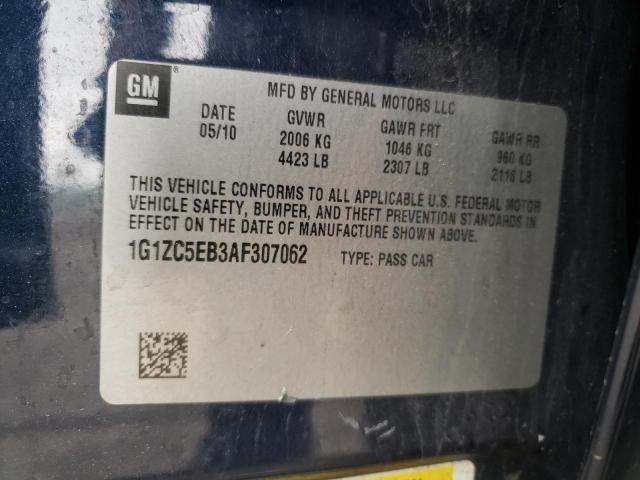 GM
MFD BY GENERAL MOTORS LLC
DATE GVWR GAWR FRT GAWR RR
05/10 2006 KG 1046 KG 960 KG
4423 LB 2307 LB 2116 LB
THIS VEHICLE CONFORMS TO ALL APPLICABLE U.S. FEDERAL MOTOR
VEHICLE SAFETY, BUMPER, AND THEFT PREVENTION STANDARDS IN
EFFECT ON THE DATE OF MANUFACTURE SHOWN ABOVE.
1G1ZC5EB3AF307062 TYPE: PASS CAR